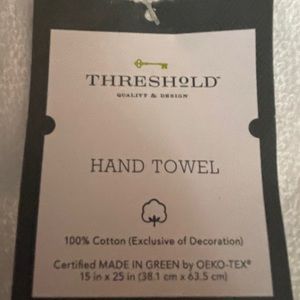 THRESHOLD™
QUALITY & DESIGN
HAND TOWEL
100% Cotton (Exclusive of Decoration)
Certified MADE IN GREEN by OEKO-TEX®
15 in x 25 in (38.1 cm x 63.5 cm)